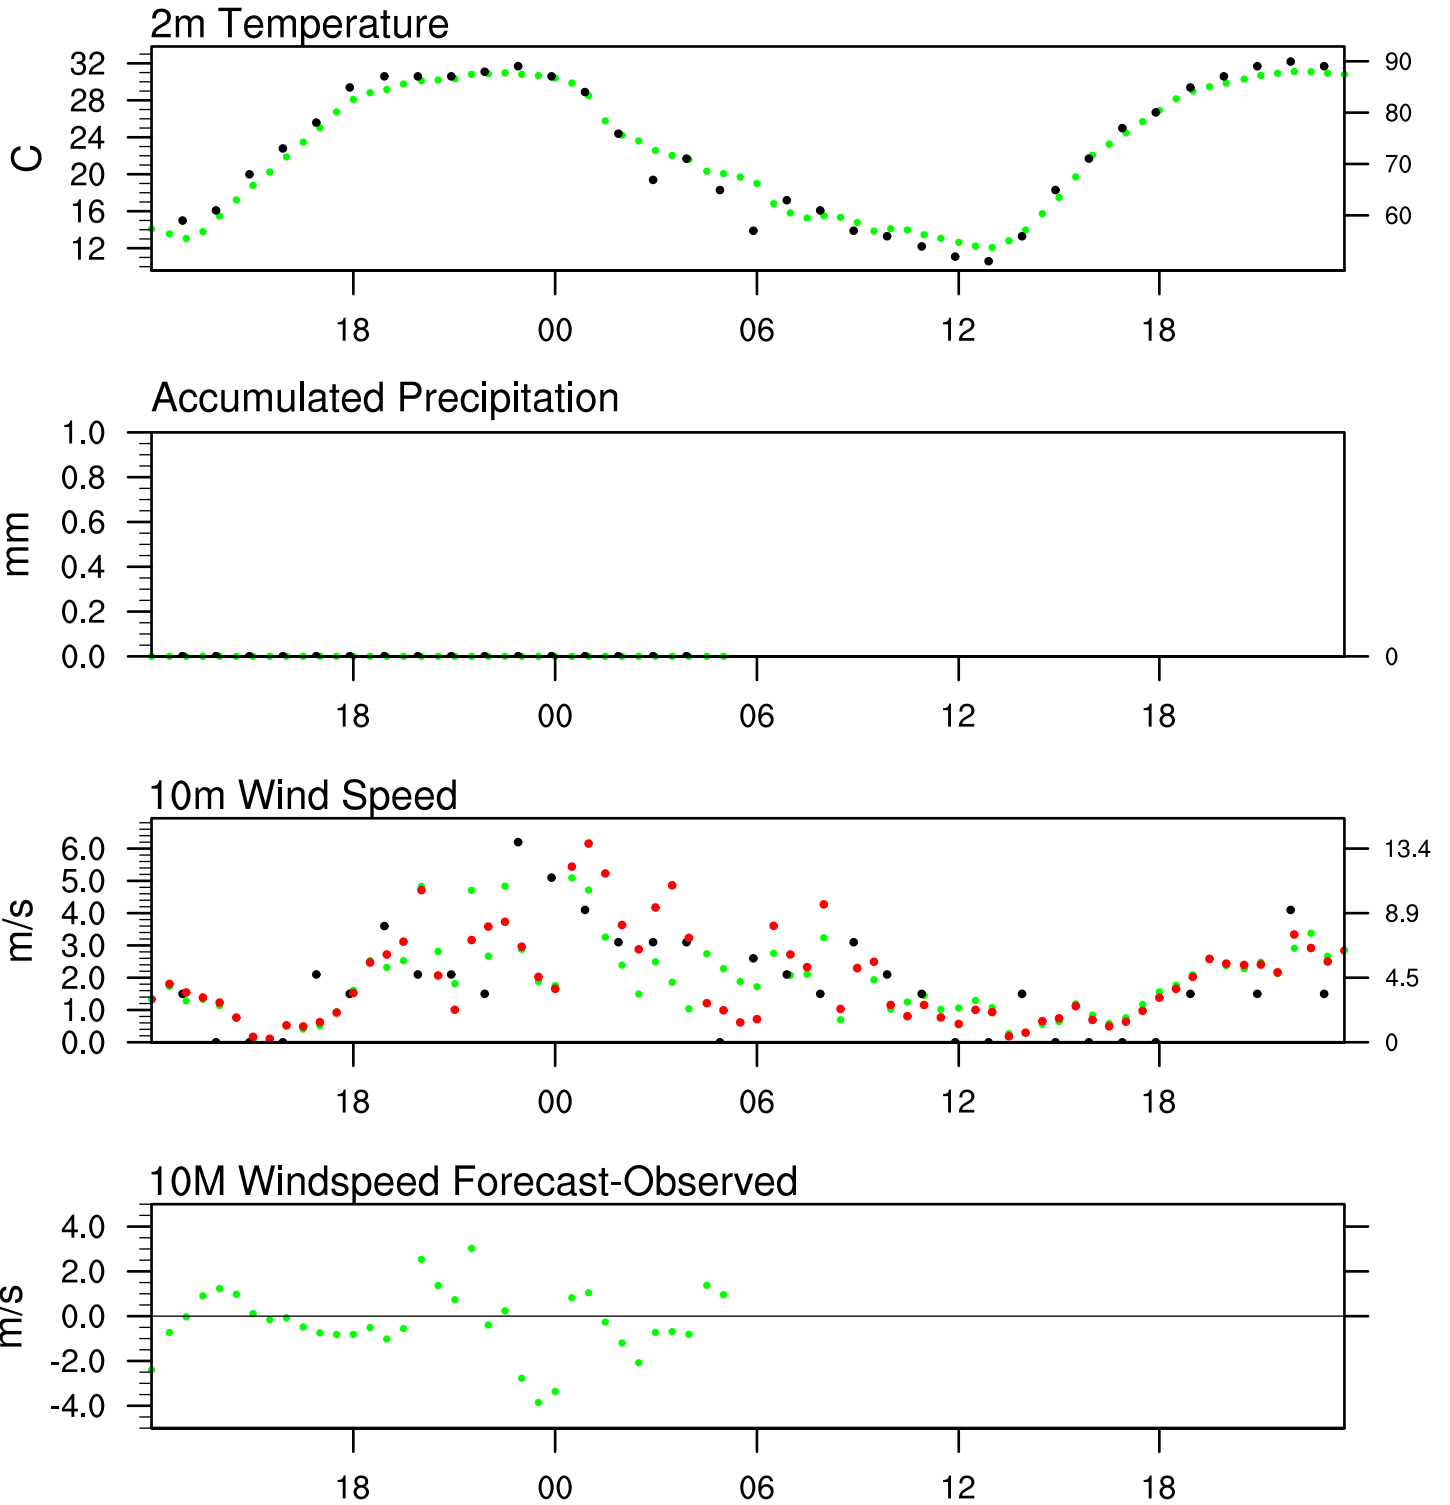 2m Temperature
32
28
24
20
16
12
C
90
80
70
60
18 00 06 12 18
Accumulated Precipitation
1.0
0.8
0.6
0.4
0.2
0.0
mm
0
18 00 06 12 18
10m Wind Speed
6.0
5.0
4.0
3.0
2.0
1.0
0.0
m/s
13.4
8.9
4.5
0
18 00 06 12 18
10M Windspeed Forecast-Observed
4.0
2.0
0.0
-2.0
-4.0
m/s
18 00 06 12 18